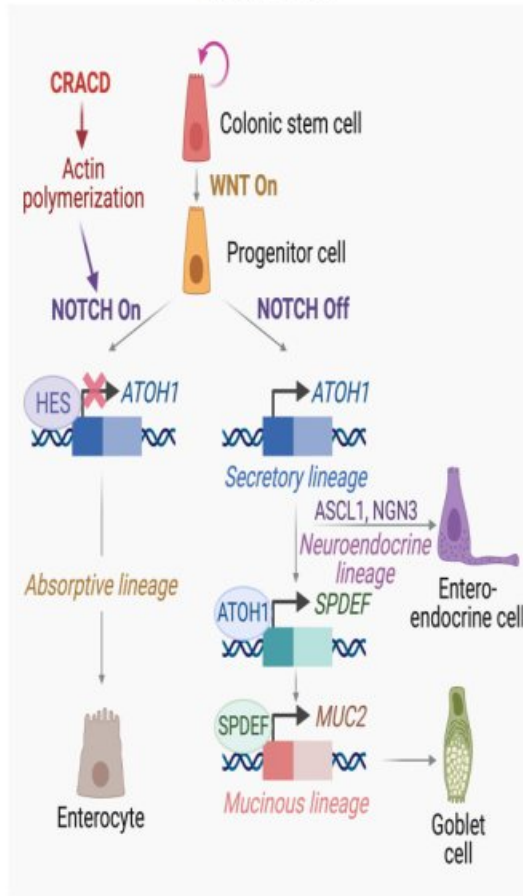 CRACD
Actin
polymerization
Colonic stem cell
WNT On
Progenitor cell
NOTCH On
NOTCH Off
HES
ATOH1
ATOH1
Secretory lineage
ASCL1, NGN3
Neuroendocrine
lineage
Entero-
endocrine cell
Absorptive lineage
ATOH1
SPDEF
SPDEF
MUC2
Mucinous lineage
Enterocyte
Goblet
cell